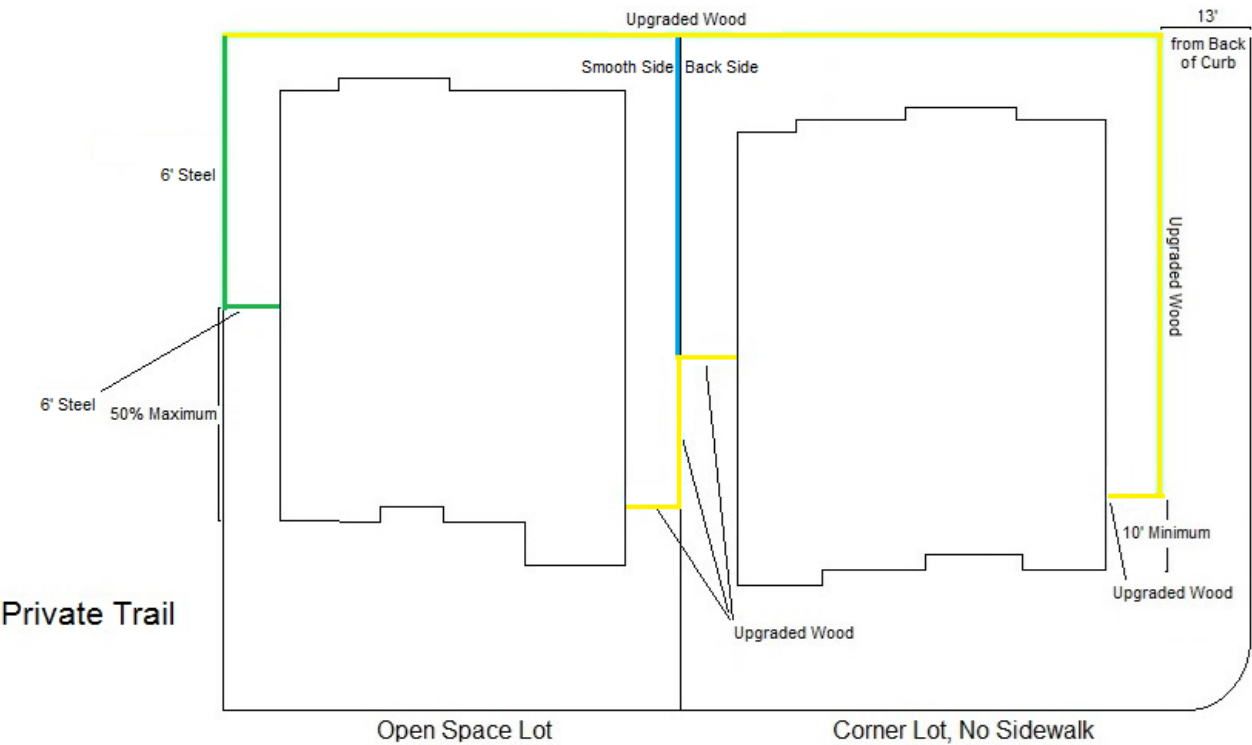 Upgraded Wood
13'
from Back
of Curb
Smooth Side
Back Side
6' Steel
Upgraded Wood
6' Steel
50% Maximum
10' Minimum
Upgraded Wood
Private Trail
Upgraded Wood
Open Space Lot
Corner Lot, No Sidewalk